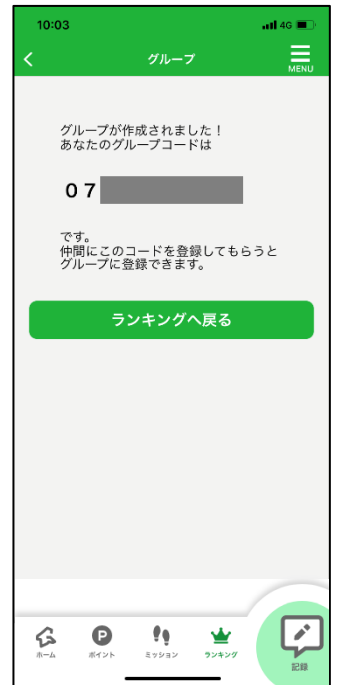 10:03
4G
グループ
MENU
グループが作成されました！
あなたのグループコードは
０７
です。
仲間にこのコードを登録してもらうと
グループに登録できます。
ランキングへ戻る
P
ホーム
ポイント
ミッション
ランキング
記録